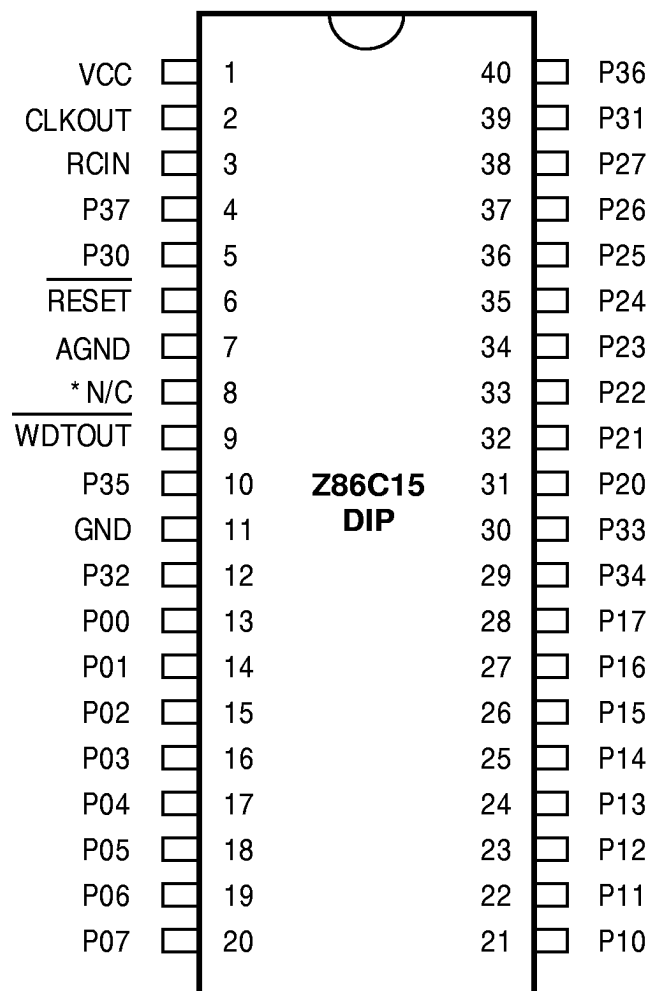 VCC 1 40 P36
CLKOUT 2 39 P31
RCIN 3 38 P27
P37 4 37 P26
P30 5 36 P25
RESET 6 35 P24
AGND 7 34 P23
* N/C 8 33 P22
WDTOUT 9 32 P21
P35 10 Z86C15 31 P20
GND 11 DIP 30 P33
P32 12 29 P34
P00 13 28 P17
P01 14 27 P16
P02 15 26 P15
P03 16 25 P14
P04 17 24 P13
P05 18 23 P12
P06 19 22 P11
P07 20 21 P10